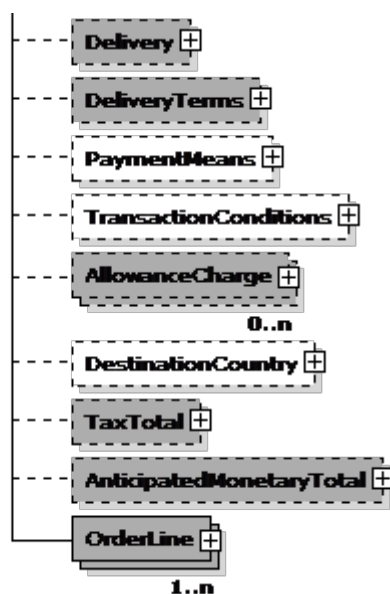 Delivery
DeliveryTerms
PaymentMeans
TransactionConditions
AllowanceCharge
0..n
DestinationCountry
TaxTotal
AnticipatedMonetaryTotal
OrderLine
1..n